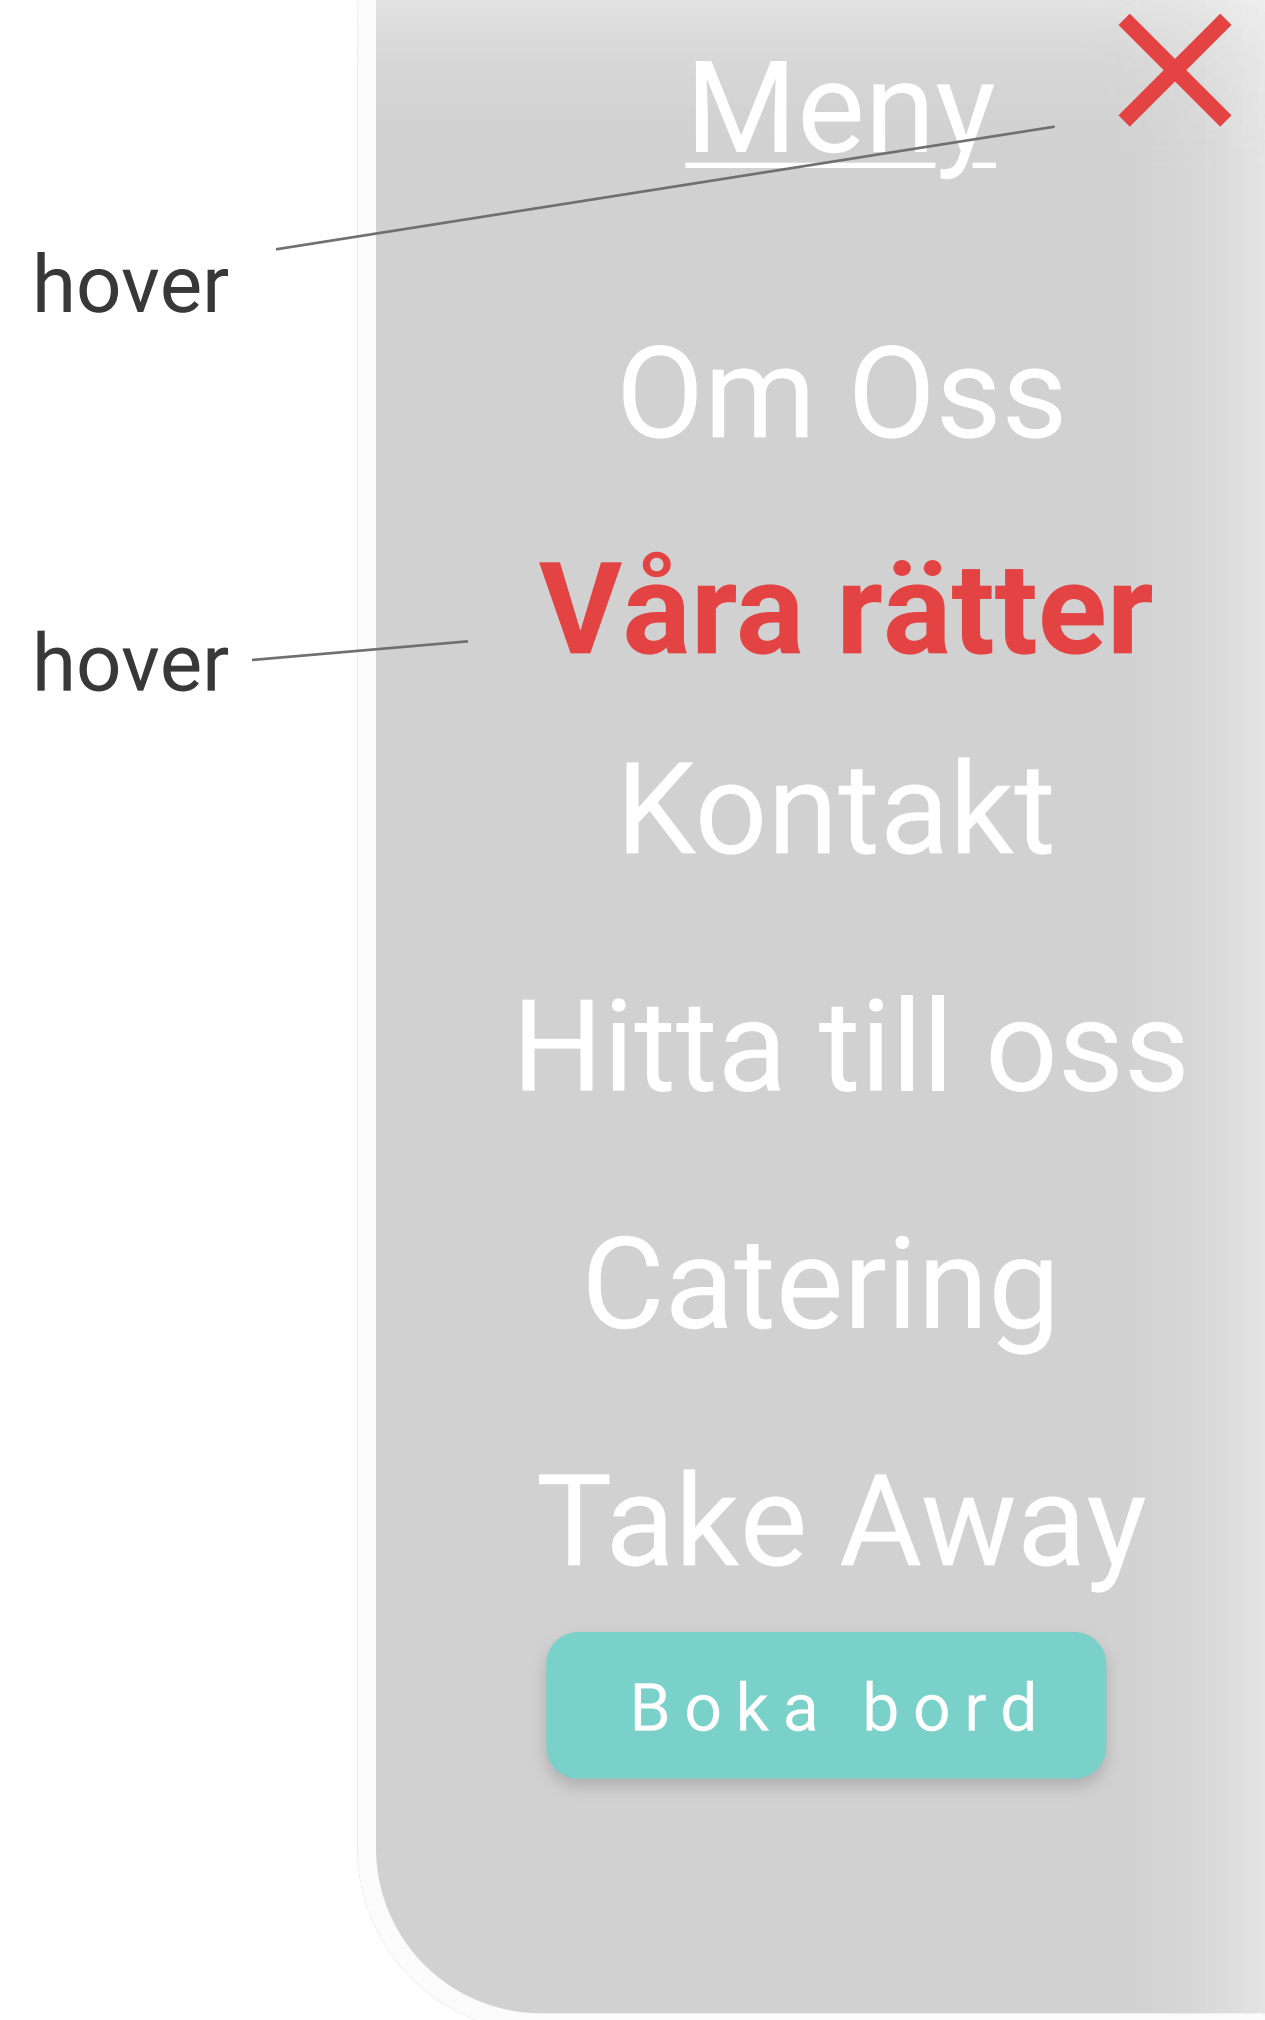 Meny
hover
Om Oss
Våra rätter
hover
Kontakt
Hitta till oss
Catering
Take Away
Boka bord